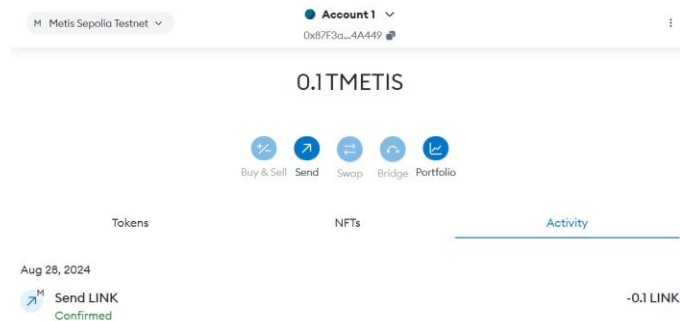 M Metis Sepolia Testnet
Account 1
0x87F3a...4A449
0.1 TMETIS
Buy & Sell Send Swap Bridge Portfolio
Tokens NFTs Activity
Aug 28, 2024
M
Send LINK -0.1 LINK
Confirmed